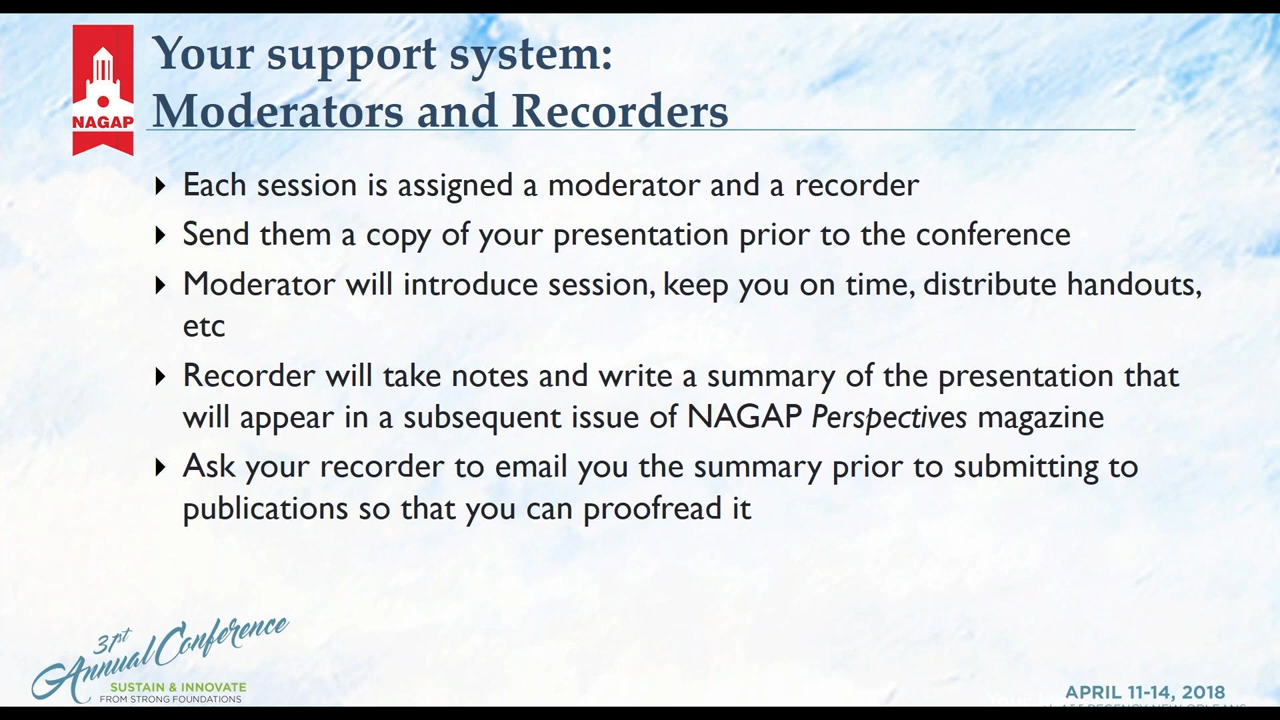 NAGAP
Your support system:
Moderators and Recorders
Each session is assigned a moderator and a recorder
Send them a copy of your presentation prior to the conference
Moderator will introduce session, keep you on time, distribute handouts,
etc
Recorder will take notes and write a summary of the presentation that
will appear in a subsequent issue of NAGAP Perspectives magazine
Ask your recorder to email you the summary prior to submitting to
publications so that you can proofread it
31st
Annual Conference
SUSTAIN & INNOVATE
FROM STRONG FOUNDATIONS
APRIL 11-14, 2018
REGENCY NEW ORLEANS